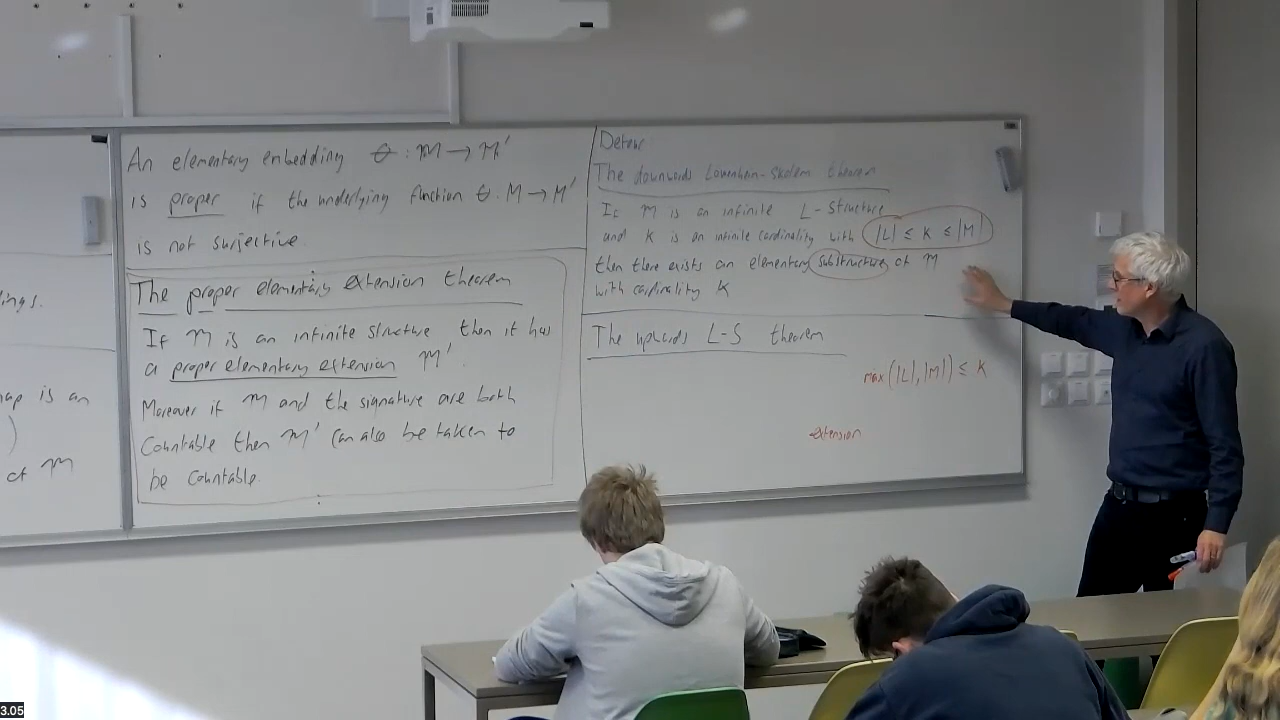 ings.
map is an
)
of M
An elementary embedding θ : M → M'
is proper if the underlying function θ : M → M'
is not surjective.
The proper elementary extension theorem
If M is an infinite structure then it has
a proper elementary extension M'.
Moreover if M and the signature are both
Countable then M' can also be taken to
be countable.
Detour
The downwards Lowenheim-Skolem theorem
If M is an infinite L-structure
and K is an infinite cardinality with |L| ≤ K ≤ |M|
then there exists an elementary substructure of M
with cardinality K
The upwards L-S theorem
max(|L|, |M|) ≤ K
extension
3.05